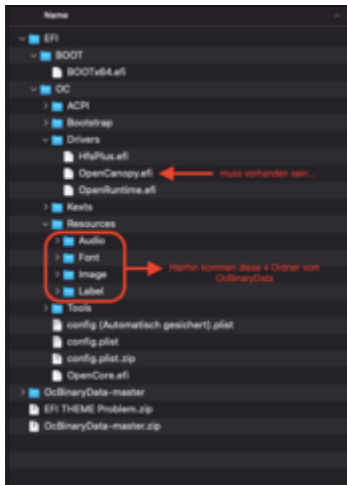 Name
EFI
BOOT
BOOTx64.efi
OC
ACPI
Bootstrap
Drivers
HfsPlus.efi
OpenCanopy.efi muss vorhanden sein...
OpenRuntime.efi
Kexts
Resources
Audio
Font
Hierhin kommen diese 4 Ordner vom
Image
OcBinaryData
Label
Tools
config (Automatisch gesichert).plist
config.plist
config.plist.zip
OpenCore.efi
OcBinaryData-master
EFI THEME Problem.zip
OcBinaryData-master.zip